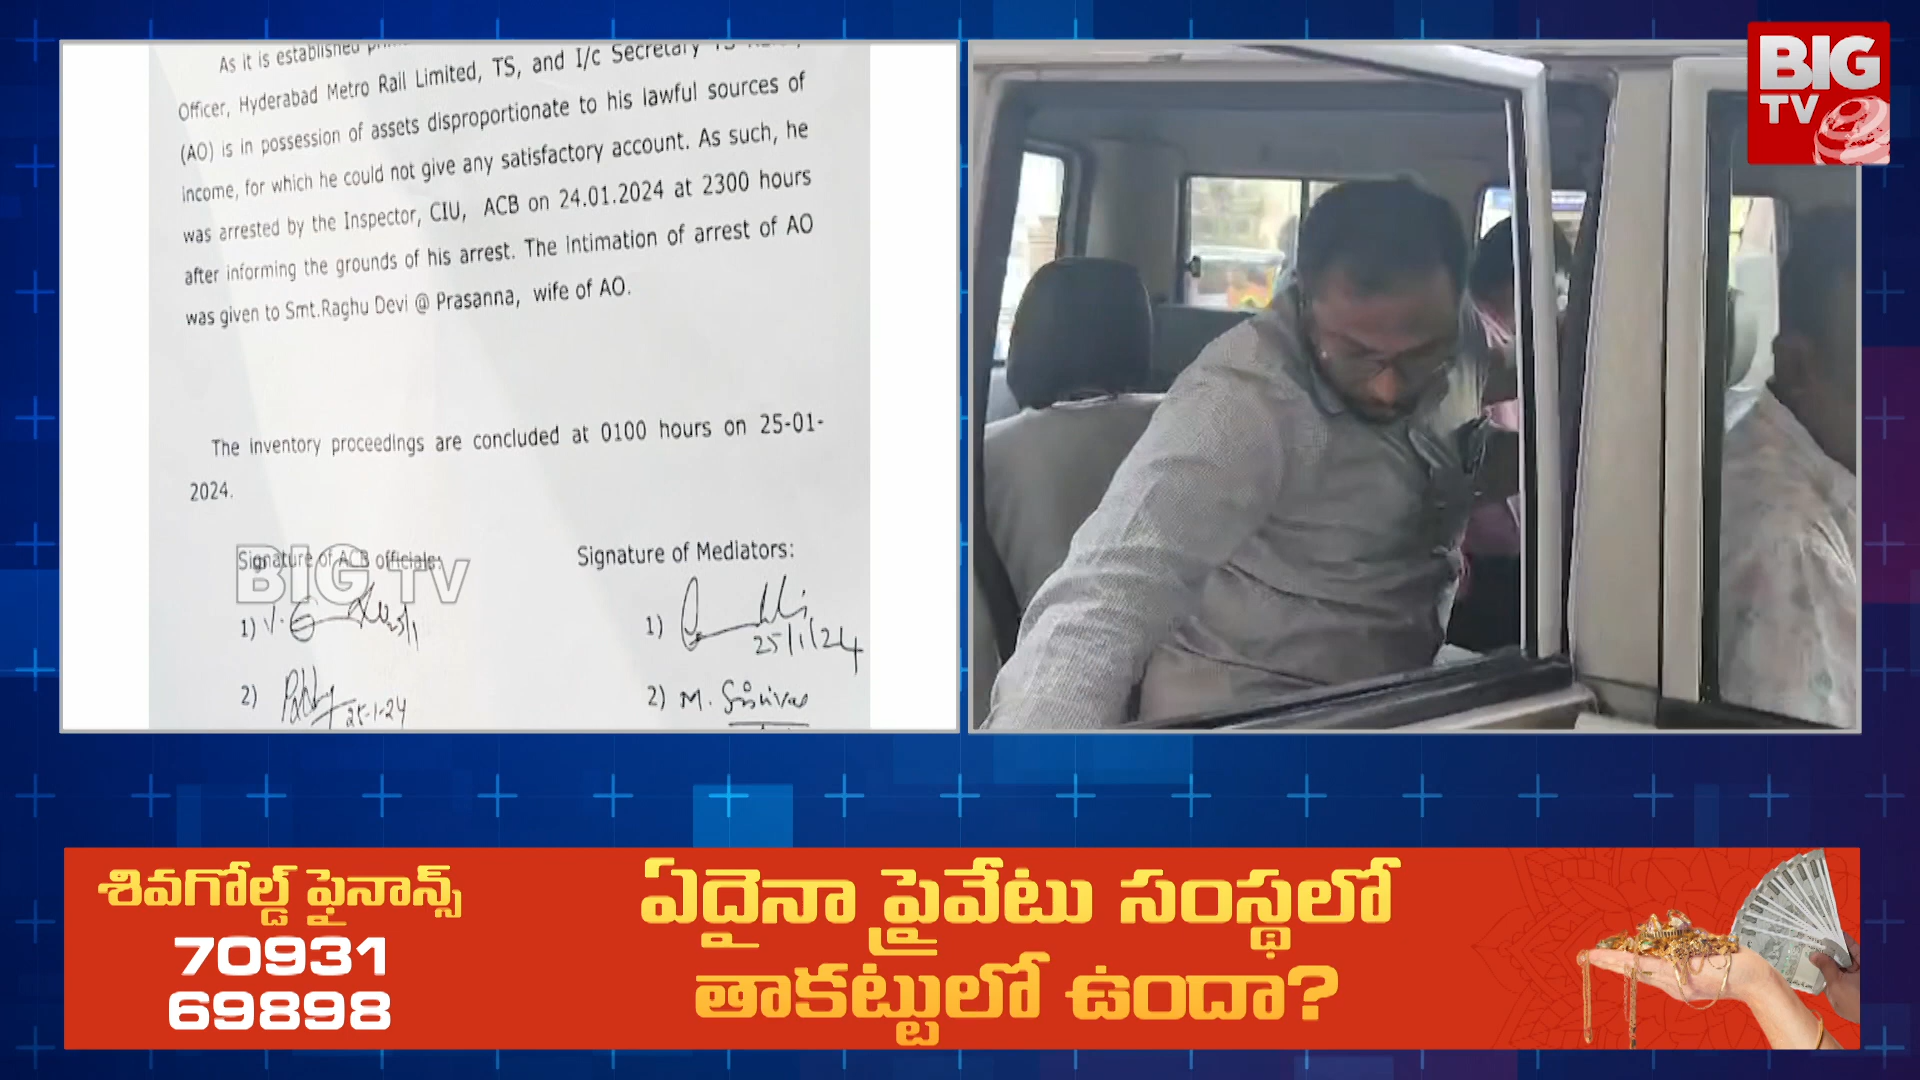 As it is established
Officer, Hyderabad Metro Rail Limited, TS, and I/c Secretary
(AO) is in possession of assets disproportionate to his lawful sources of
income, for which he could not give any satisfactory account. As such, he
was arrested by the Inspector, CIU, ACB on 24.01.2024 at 2300 hours
after informing the grounds of his arrest. The intimation of arrest of AO
was given to Smt.Raghu Devi @ Prasanna, wife of AO.
The inventory proceedings are concluded at 0100 hours on 25-01-
2024.
Signature of ACB officials:
Signature of Mediators:
BIG TV
1)
1)
25/1/24
2)
25-1-24
2) M. Srinivas
BIG
TV
శివగోల్డ్ ఫైనాన్స్
70931
69898
ఏదైనా ప్రైవేటు సంస్థలో
తాకట్టులో ఉందా?